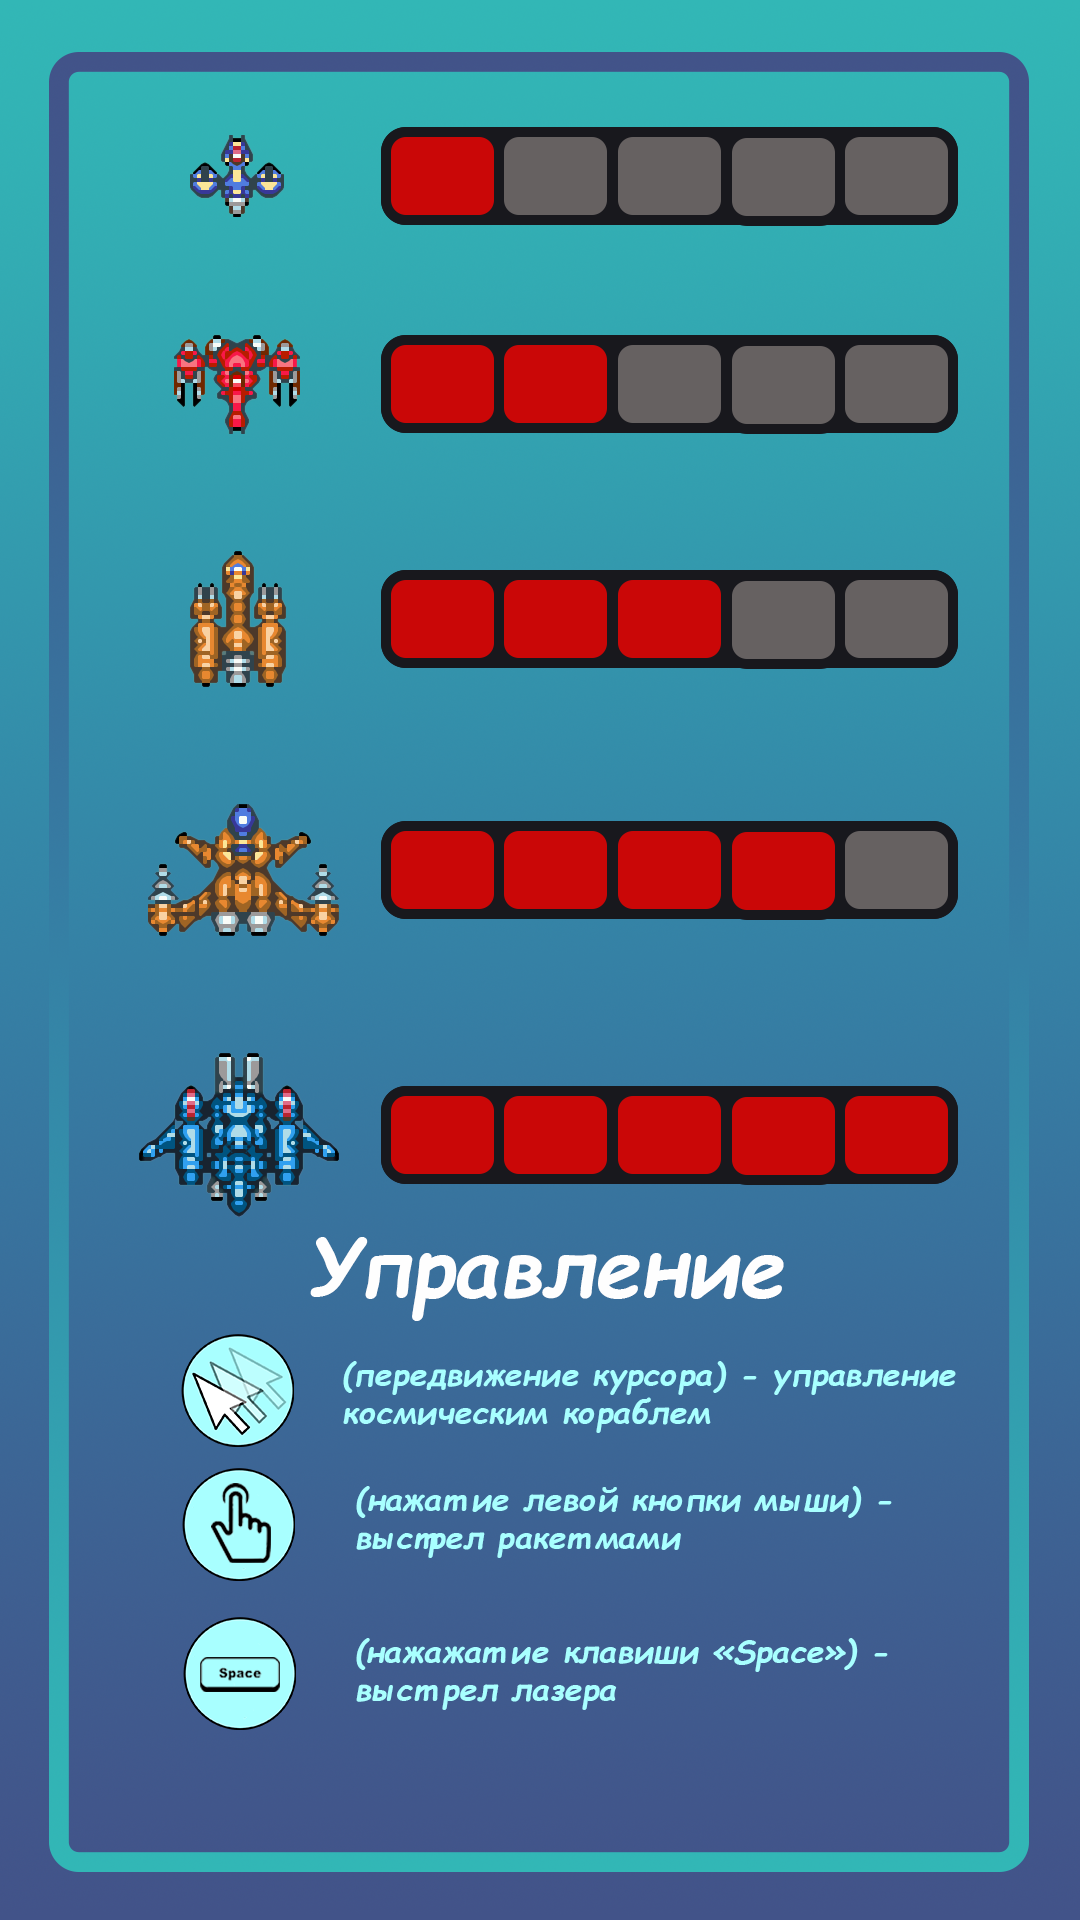 Управление
(передвижение курсора) - управление
космическим кораблем
(нажатие левой кнопки мыши) -
выстрел ракетмами
Space
(нажажатие клавиши «Space») -
выстрел лазера